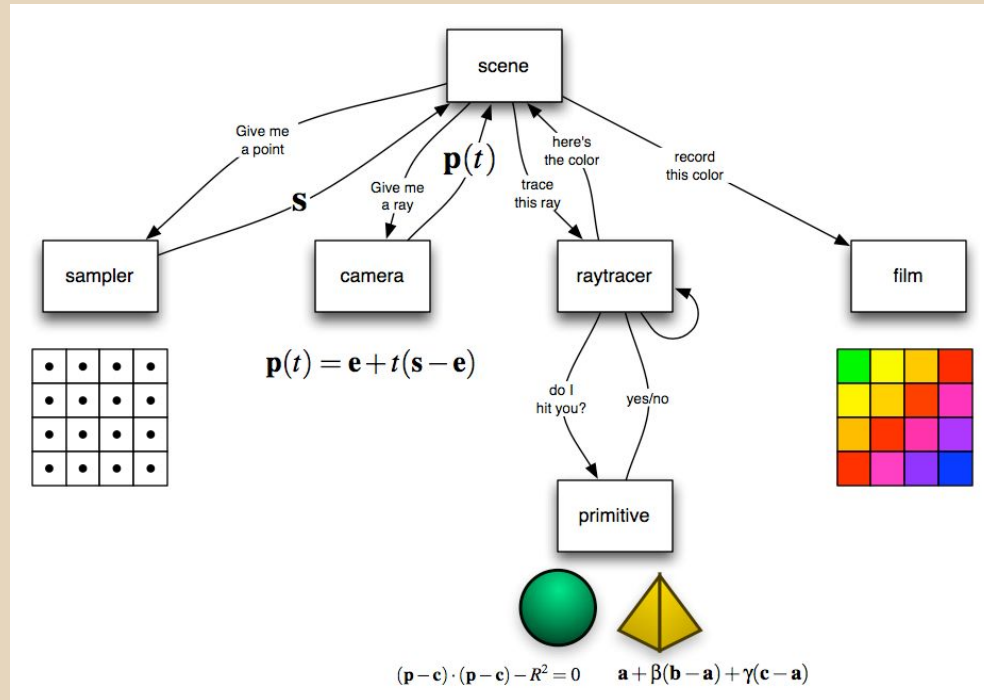 scene
Give me
a point
s
Give me
a ray
p(t)
trace
this ray
here's
the color
record
this color
sampler
camera
raytracer
film
p(t) = e + t(s − e)
do I
hit you?
yes/no
primitive
(p − c) · (p − c) − R² = 0
a + β(b − a) + γ(c − a)